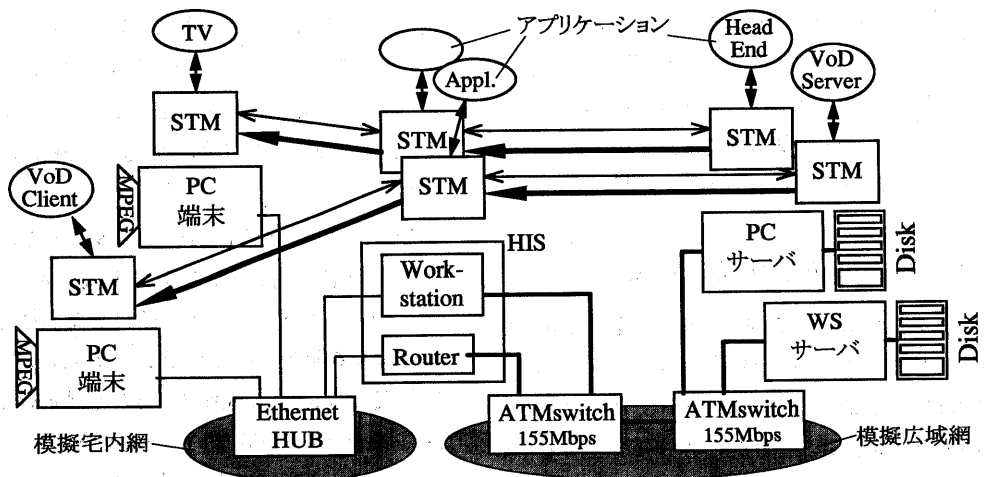 TV
アプリケーション
Head
End
VoD
Server
Appl.
STM
STM
STM
STM
STM
VoD
Client
MPEG
PC
端末
STM
HIS
Work-
station
Router
PC
サーバ
Disk
WS
サーバ
Disk
MPEG
PC
端末
Ethernet
HUB
ATMswitch
155Mbps
ATMswitch
155Mbps
模擬宅内網
模擬広域網